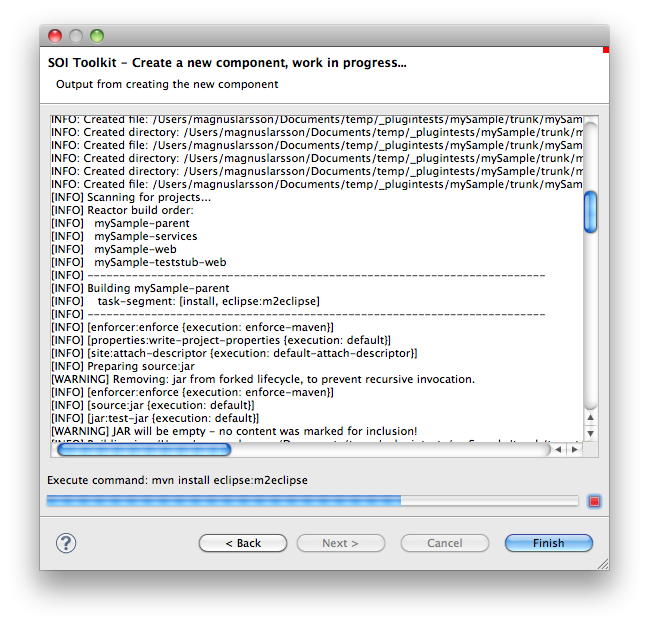 SOI Toolkit – Create a new component, work in progress...
Output from creating the new component
INFO: Created file: /Users/magnuslarsson/Documents/temp/_plugintests/mySample/trunk/mySam
INFO: Created directory: /Users/magnuslarsson/Documents/temp/_plugintests/mySample/trunk/m
INFO: Created file: /Users/magnuslarsson/Documents/temp/_plugintests/mySample/trunk/mySam
INFO: Created directory: /Users/magnuslarsson/Documents/temp/_plugintests/mySample/trunk/m
INFO: Created file: /Users/magnuslarsson/Documents/temp/_plugintests/mySample/trunk/mySam
INFO: Created file: /Users/magnuslarsson/Documents/temp/_plugintests/mySample/trunk/mySam
[INFO] Scanning for projects...
[INFO] Reactor build order:
[INFO]   mySample-parent
[INFO]   mySample-services
[INFO]   mySample-web
[INFO]   mySample-teststub-web
[INFO] ------------------------------------------------------------------------
[INFO] Building mySample-parent
[INFO]    task-segment: [install, eclipse:m2eclipse]
[INFO] ------------------------------------------------------------------------
[INFO] [enforcer:enforce {execution: enforce-maven}]
[INFO] [properties:write-project-properties {execution: default}]
[INFO] [site:attach-descriptor {execution: default-attach-descriptor}]
[INFO] Preparing source:jar
[WARNING] Removing: jar from forked lifecycle, to prevent recursive invocation.
[INFO] [enforcer:enforce {execution: enforce-maven}]
[INFO] [source:jar {execution: default}]
[INFO] [jar:test-jar {execution: default}]
[WARNING] JAR will be empty - no content was marked for inclusion!
Execute command: mvn install eclipse:m2eclipse
?
< Back
Next >
Cancel
Finish